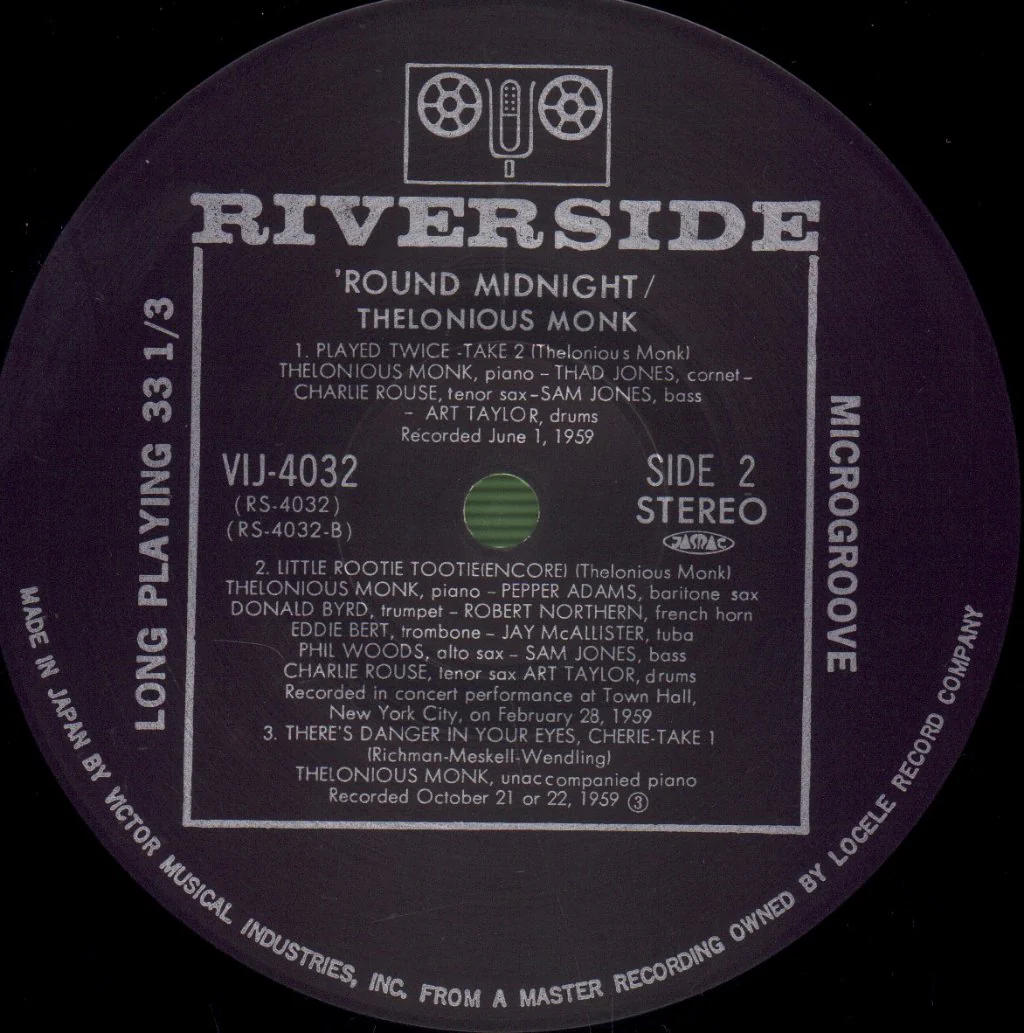 RIVERSIDE
'ROUND MIDNIGHT/
THELONIOUS MONK
1. PLAYED TWICE -TAKE 2 (Thelonious Monk)
THELONIOUS MONK, piano – THAD JONES, cornet–
CHARLIE ROUSE, tenor sax–SAM JONES, bass
– ART TAYLOR, drums
Recorded June 1, 1959
VIJ-4032
(RS-4032)
(RS-4032-B)
SIDE 2
STEREO
JASRAC
2. LITTLE ROOTIE TOOTIE(ENCORE) (Thelonious Monk)
THELONIOUS MONK, piano – PEPPER ADAMS, baritone sax
DONALD BYRD, trumpet – ROBERT NORTHERN, french horn
EDDIE BERT, trombone – JAY McALLISTER, tuba
PHIL WOODS, alto sax – SAM JONES, bass
CHARLIE ROUSE, tenor sax ART TAYLOR, drums
Recorded in concert performance at Town Hall,
New York City, on February 28, 1959
3. THERE'S DANGER IN YOUR EYES, CHERIE-TAKE 1
(Richman-Meskell-Wendling)
THELONIOUS MONK, unaccompanied piano
Recorded October 21 or 22, 1959 ③
LONG PLAYING 33 1/3
MICROGROOVE
MADE IN JAPAN BY VICTOR MUSICAL INDUSTRIES, INC. FROM A MASTER RECORDING OWNED BY LOCELE RECORD COMPANY